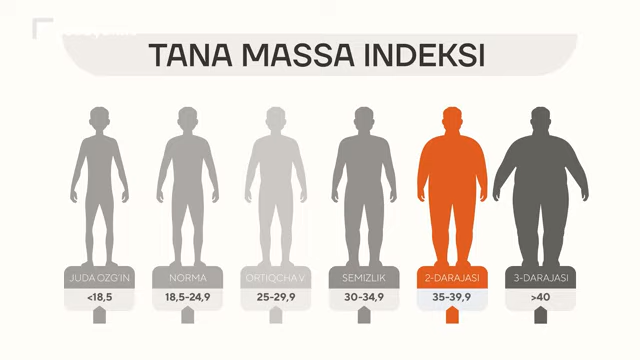 TANA MASSA INDEKSI
JUDA OZG'IN
NORMA
ORTIQCHA V
SEMIZLIK
2-DARAJASI
3-DARAJASI
<18,5
18,5-24,9
25-29,9
30-34,9
35-39,9
>40